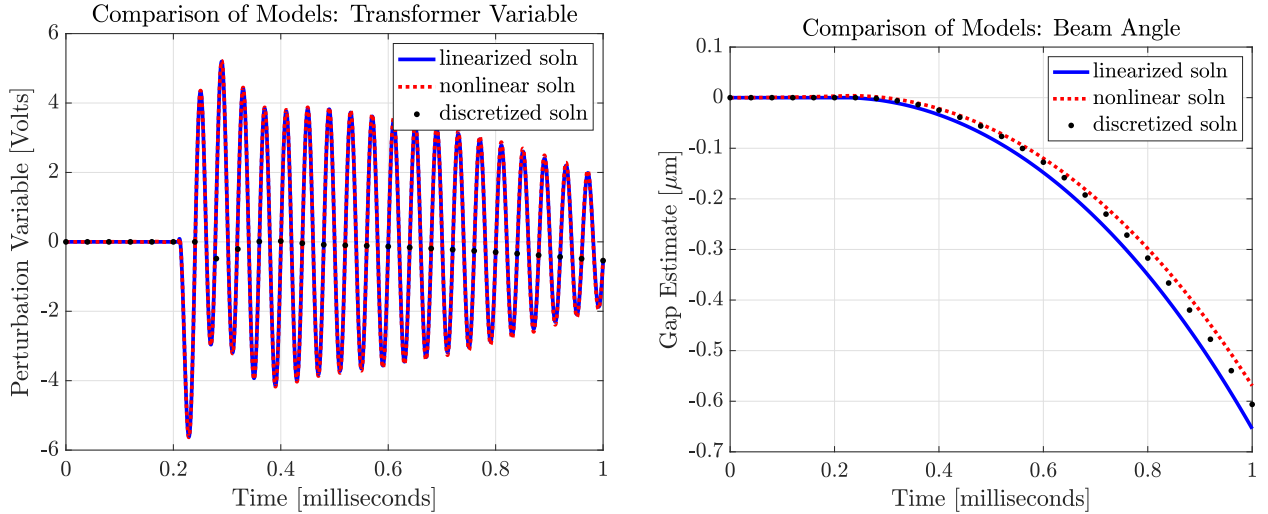 Comparison of Models: Transformer Variable
6
4
2
0
-2
-4
-6
Perturbation Variable [Volts]
linearized soln
nonlinear soln
discretized soln
0
0.2
0.4
0.6
0.8
1
Time [milliseconds]
Comparison of Models: Beam Angle
0.1
0
-0.1
-0.2
-0.3
-0.4
-0.5
-0.6
-0.7
Gap Estimate [μm]
linearized soln
nonlinear soln
discretized soln
0
0.2
0.4
0.6
0.8
1
Time [milliseconds]